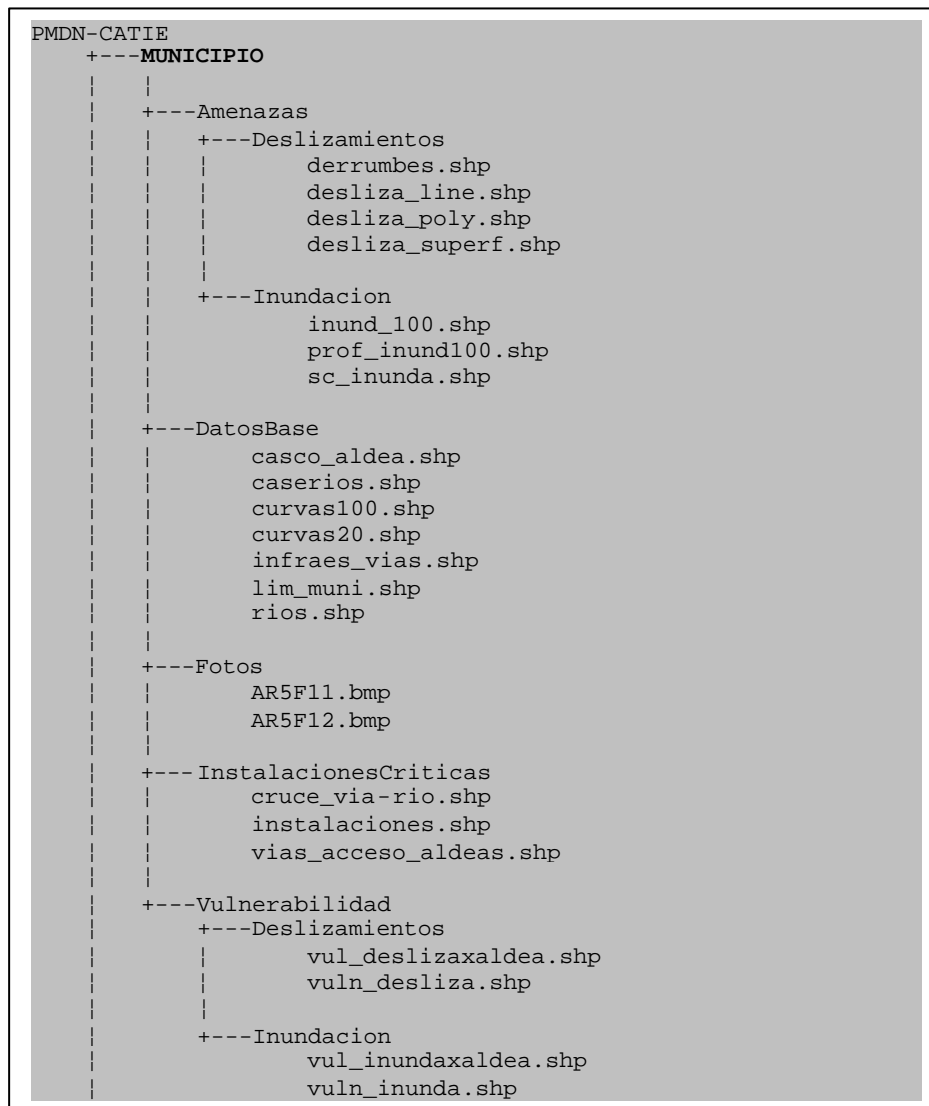 PMDN-CATIE
    +---MUNICIPIO
    ¦   ¦
    ¦   +---Amenazas
    ¦   ¦   +---Deslizamientos
    ¦   ¦   ¦       derrumbes.shp
    ¦   ¦   ¦       desliza_line.shp
    ¦   ¦   ¦       desliza_poly.shp
    ¦   ¦   ¦       desliza_superf.shp
    ¦   ¦   ¦
    ¦   ¦   +---Inundacion
    ¦   ¦           inund_100.shp
    ¦   ¦           prof_inund100.shp
    ¦   ¦           sc_inunda.shp
    ¦   ¦
    ¦   +---DatosBase
    ¦   ¦       casco_aldea.shp
    ¦   ¦       caserios.shp
    ¦   ¦       curvas100.shp
    ¦   ¦       curvas20.shp
    ¦   ¦       infraes_vias.shp
    ¦   ¦       lim_muni.shp
    ¦   ¦       rios.shp
    ¦   ¦
    ¦   +---Fotos
    ¦   ¦       AR5F11.bmp
    ¦   ¦       AR5F12.bmp
    ¦   ¦
    ¦   +---InstalacionesCriticas
    ¦   ¦       cruce_via-rio.shp
    ¦   ¦       instalaciones.shp
    ¦   ¦       vias_acceso_aldeas.shp
    ¦   ¦
    ¦   +---Vulnerabilidad
    ¦       +---Deslizamientos
    ¦       ¦       vul_deslizaxaldea.shp
    ¦       ¦       vuln_desliza.shp
    ¦       ¦
    ¦       +---Inundacion
    ¦               vul_inundaxaldea.shp
    ¦               vuln_inunda.shp